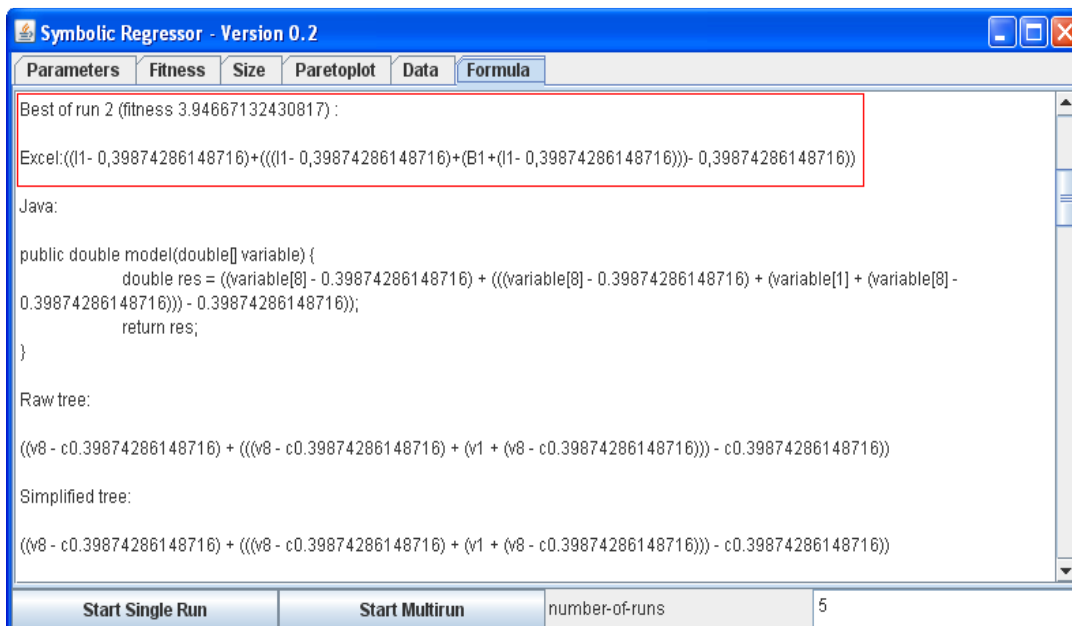 Symbolic Regressor - Version 0.2
Parameters Fitness Size Paretoplot Data Formula
Best of run 2 (fitness 3.94667132430817) :
Excel:((I1- 0,39874286148716)+(((I1- 0,39874286148716)+(B1+(I1- 0,39874286148716)))- 0,39874286148716))
Java:
public double model(double[] variable) {
double res = ((variable[8] - 0.39874286148716) + (((variable[8] - 0.39874286148716) + (variable[1] + (variable[8] -
0.39874286148716))) - 0.39874286148716));
return res;
}
Raw tree:
((v8 - c0.39874286148716) + (((v8 - c0.39874286148716) + (v1 + (v8 - c0.39874286148716))) - c0.39874286148716))
Simplified tree:
((v8 - c0.39874286148716) + (((v8 - c0.39874286148716) + (v1 + (v8 - c0.39874286148716))) - c0.39874286148716))
Start Single Run Start Multirun number-of-runs 5